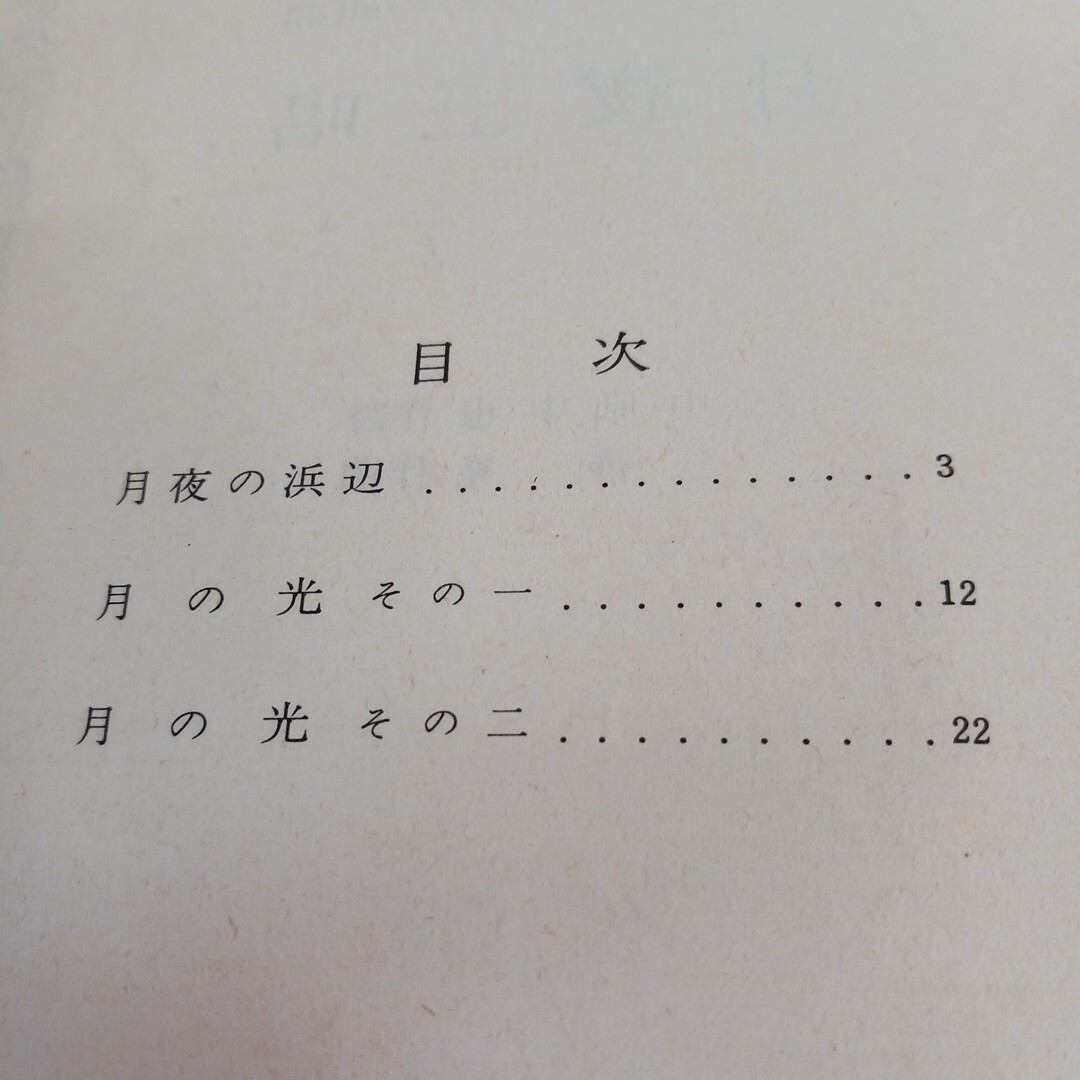 目次
月夜の浜辺...............3
月の光 その一...........12
月の光 その二...........22